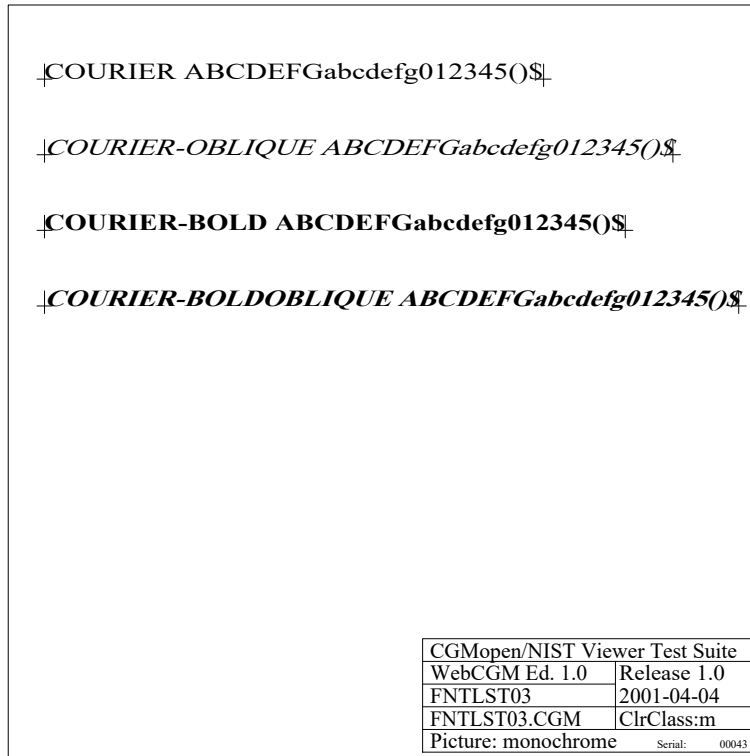 COURIER ABCDEFGabcdefg012345()$
COURIER-OBLIQUE ABCDEFGabcdefg012345()$
COURIER-BOLD ABCDEFGabcdefg012345()$
COURIER-BOLDOBLIQUE ABCDEFGabcdefg012345()$
CGMopen/NIST Viewer Test Suite
WebCGM Ed. 1.0 Release 1.0
FNTLST03 2001-04-04
FNTLST03.CGM ClrClass:m
Picture: monochrome Serial: 00043